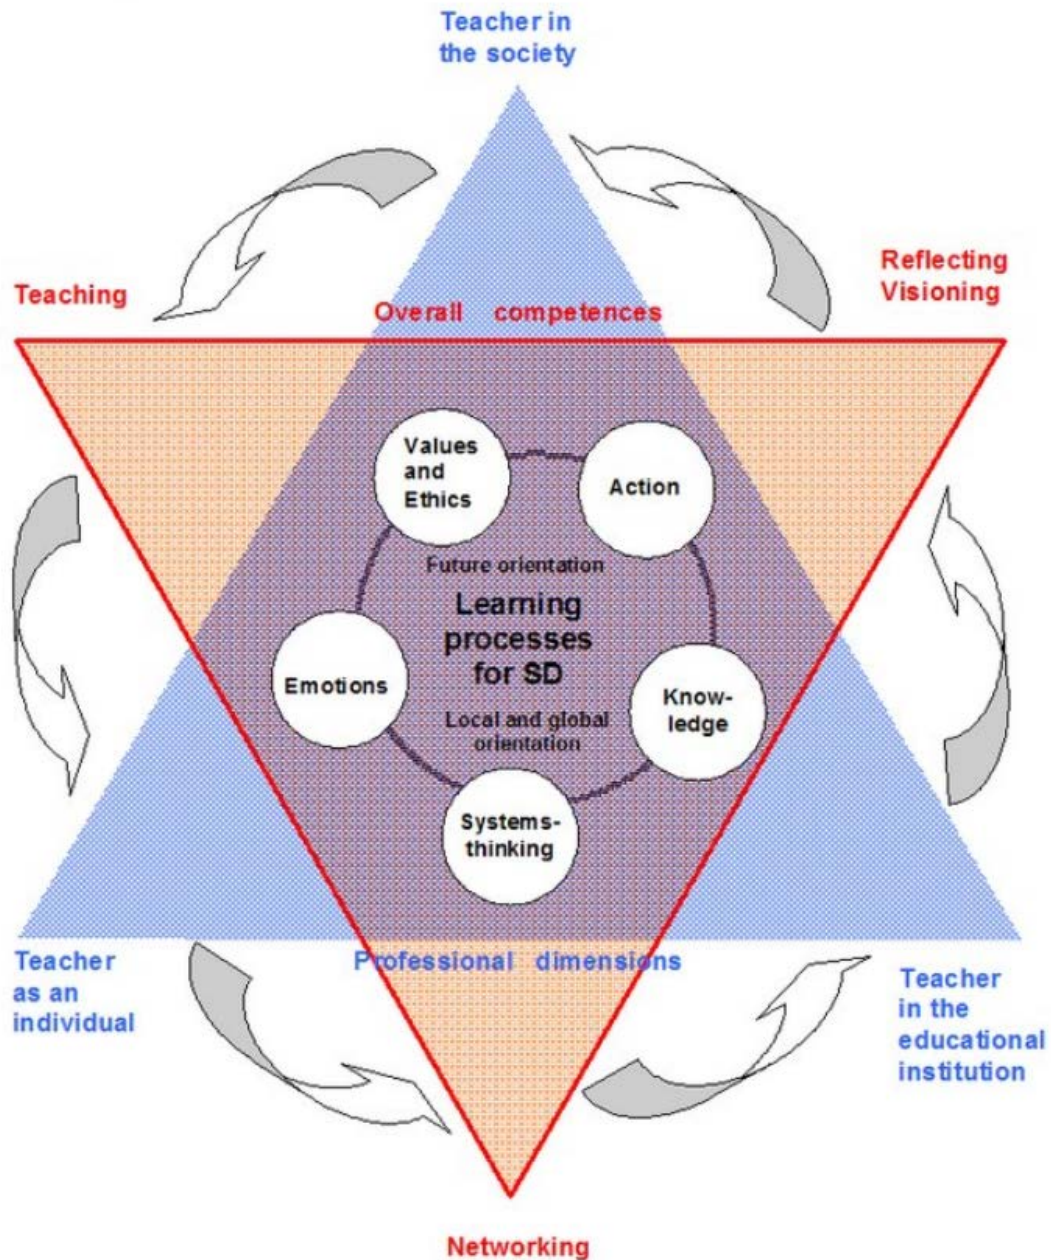 Teacher in
the society
Teaching
Reflecting
Visioning
Overall competences
Values
and
Ethics
Action
Future orientation
Learning
processes
for SD
Emotions
Know-
ledge
Local and global
orientation
Systems-
thinking
Teacher
as an
individual
Professional dimensions
Teacher
in the
educational
institution
Networking